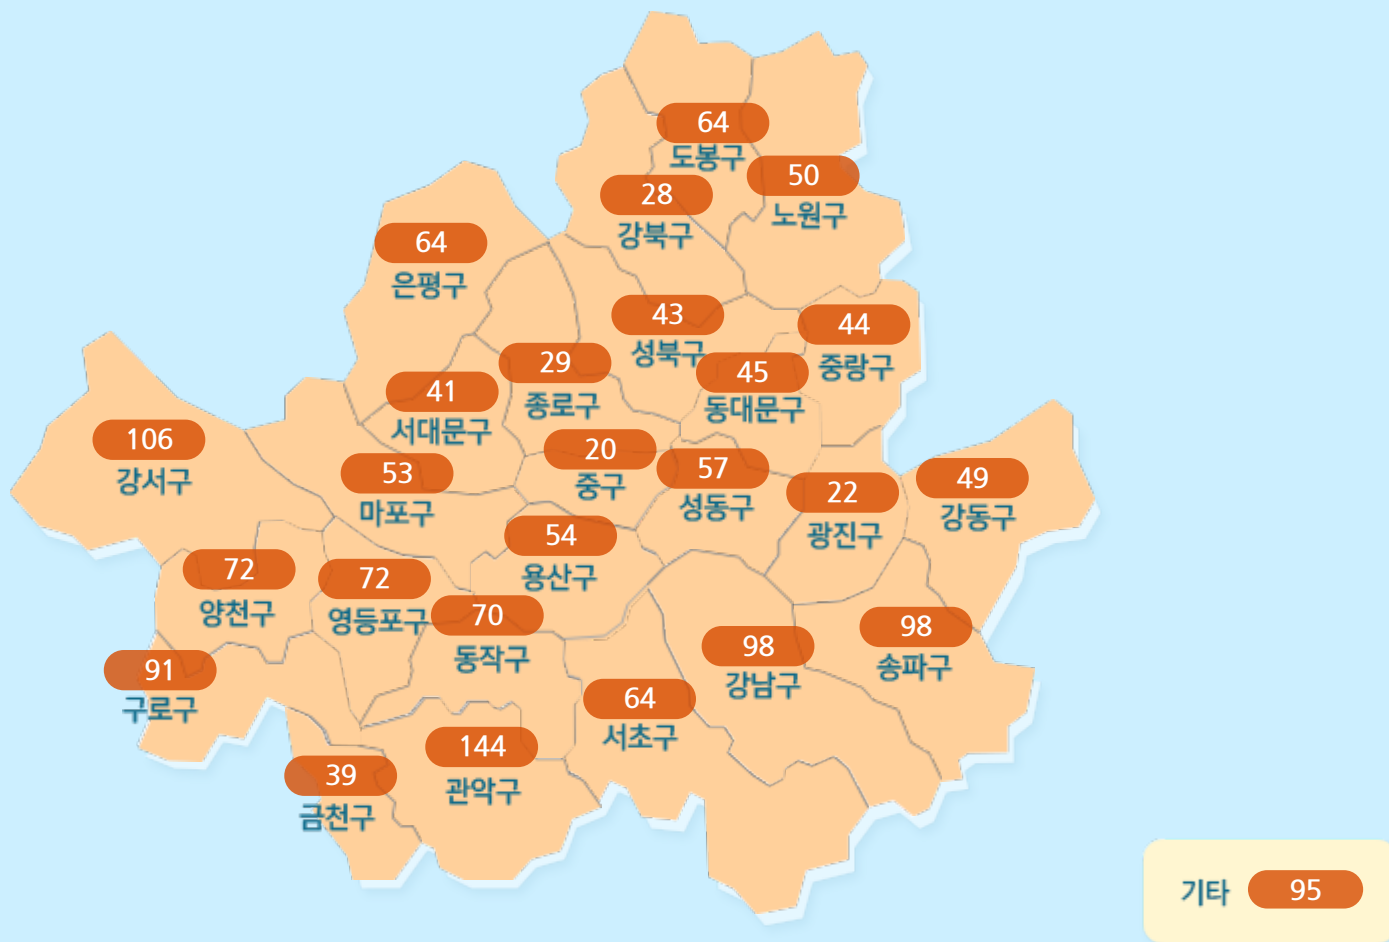 64
도봉구
50
노원구
28
강북구
64
은평구
43
성북구
44
중랑구
29
종로구
45
동대문구
41
서대문구
106
강서구
20
중구
53
마포구
57
성동구
22
광진구
49
강동구
54
용산구
72
양천구
72
영등포구
70
동작구
98
강남구
98
송파구
91
구로구
64
서초구
144
관악구
39
금천구
기타 95